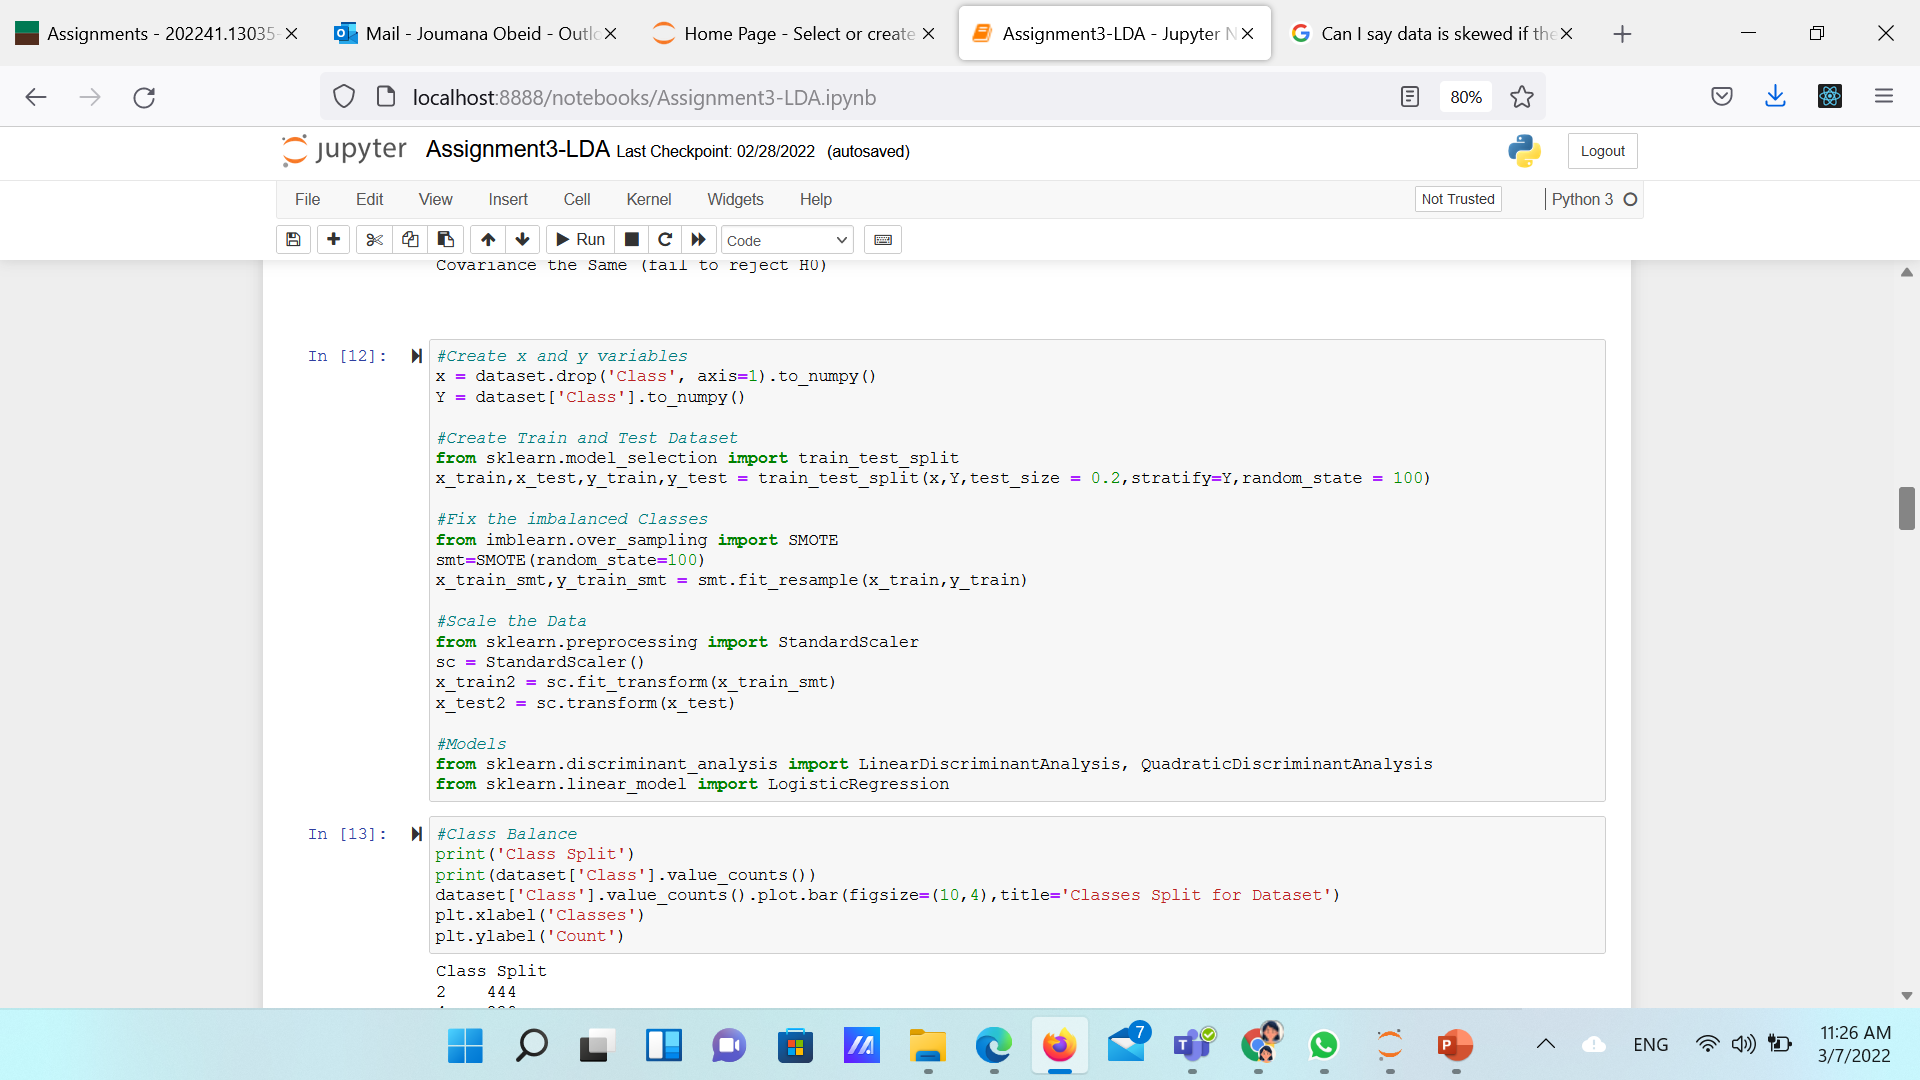 Assignments - 202241.13035-
Mail - Joumana Obeid - Outlo
Home Page - Select or create
Assignment3-LDA - Jupyter N
Can I say data is skewed if the
localhost:8888/notebooks/Assignment3-LDA.ipynb
80%
jupyter Assignment3-LDA Last Checkpoint: 02/28/2022 (autosaved)
Logout
File Edit View Insert Cell Kernel Widgets Help
Not Trusted
Python 3
Run
Code
Covariance the Same (fail to reject H0)
In [12]:
#Create x and y variables
x = dataset.drop('Class', axis=1).to_numpy()
Y = dataset['Class'].to_numpy()
#Create Train and Test Dataset
from sklearn.model_selection import train_test_split
x_train,x_test,y_train,y_test = train_test_split(x,Y,test_size = 0.2,stratify=Y,random_state = 100)
#Fix the imbalanced Classes
from imblearn.over_sampling import SMOTE
smt=SMOTE(random_state=100)
x_train_smt,y_train_smt = smt.fit_resample(x_train,y_train)
#Scale the Data
from sklearn.preprocessing import StandardScaler
sc = StandardScaler()
x_train2 = sc.fit_transform(x_train_smt)
x_test2 = sc.transform(x_test)
#Models
from sklearn.discriminant_analysis import LinearDiscriminantAnalysis, QuadraticDiscriminantAnalysis
from sklearn.linear_model import LogisticRegression
In [13]:
#Class Balance
print('Class Split')
print(dataset['Class'].value_counts())
dataset['Class'].value_counts().plot.bar(figsize=(10,4),title='Classes Split for Dataset')
plt.xlabel('Classes')
plt.ylabel('Count')
Class Split
2 444
7
ENG
11:26 AM
3/7/2022